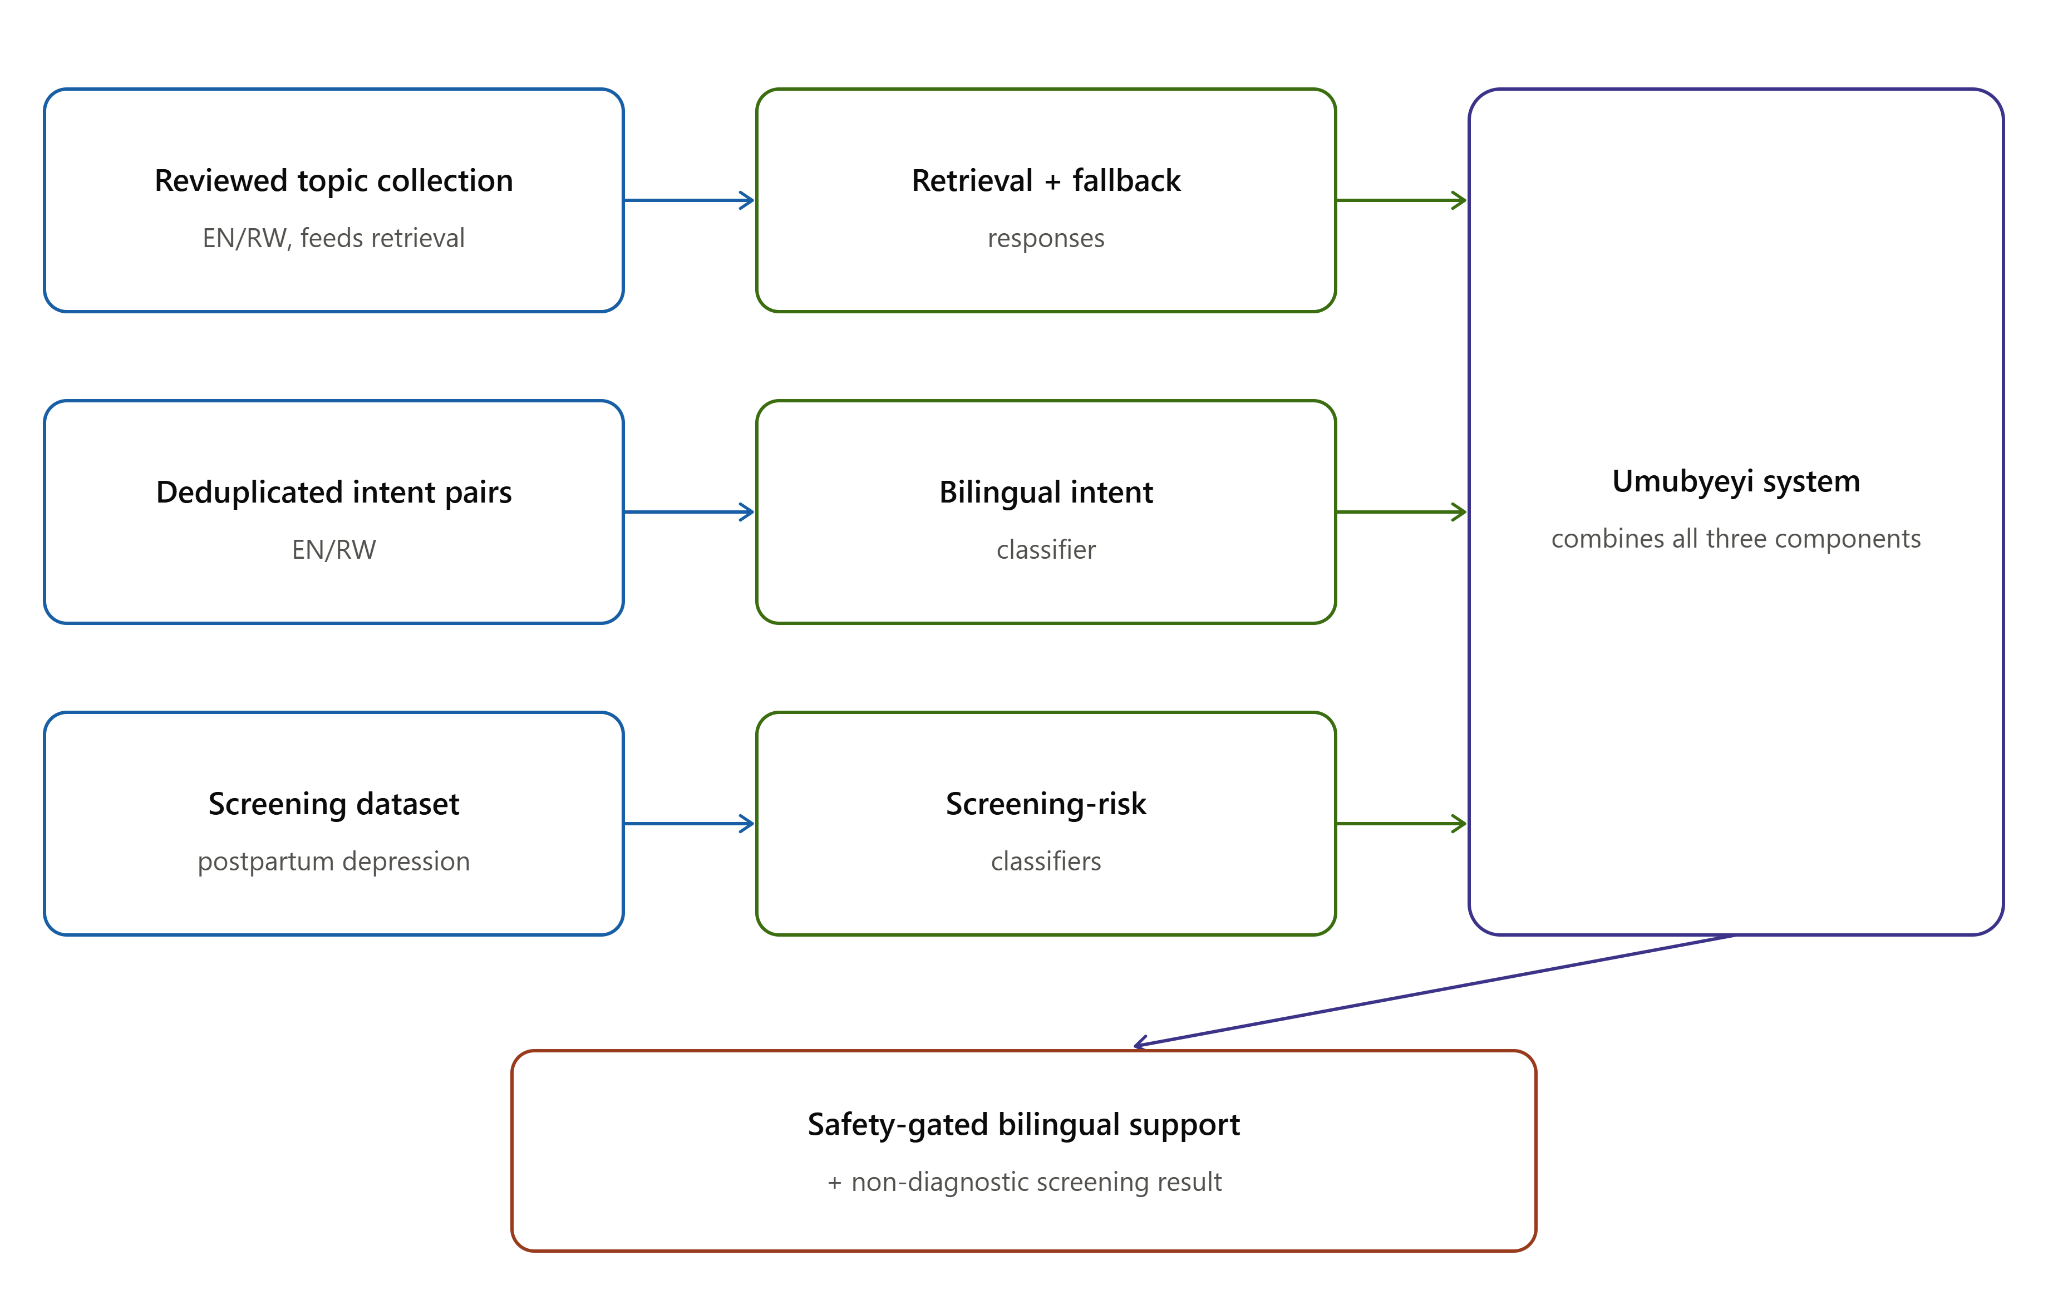 Reviewed topic collection
EN/RW, feeds retrieval
Retrieval + fallback
responses
Deduplicated intent pairs
EN/RW
Bilingual intent
classifier
Umubyeyi system
combines all three components
Screening dataset
postpartum depression
Screening-risk
classifiers
Safety-gated bilingual support
+ non-diagnostic screening result